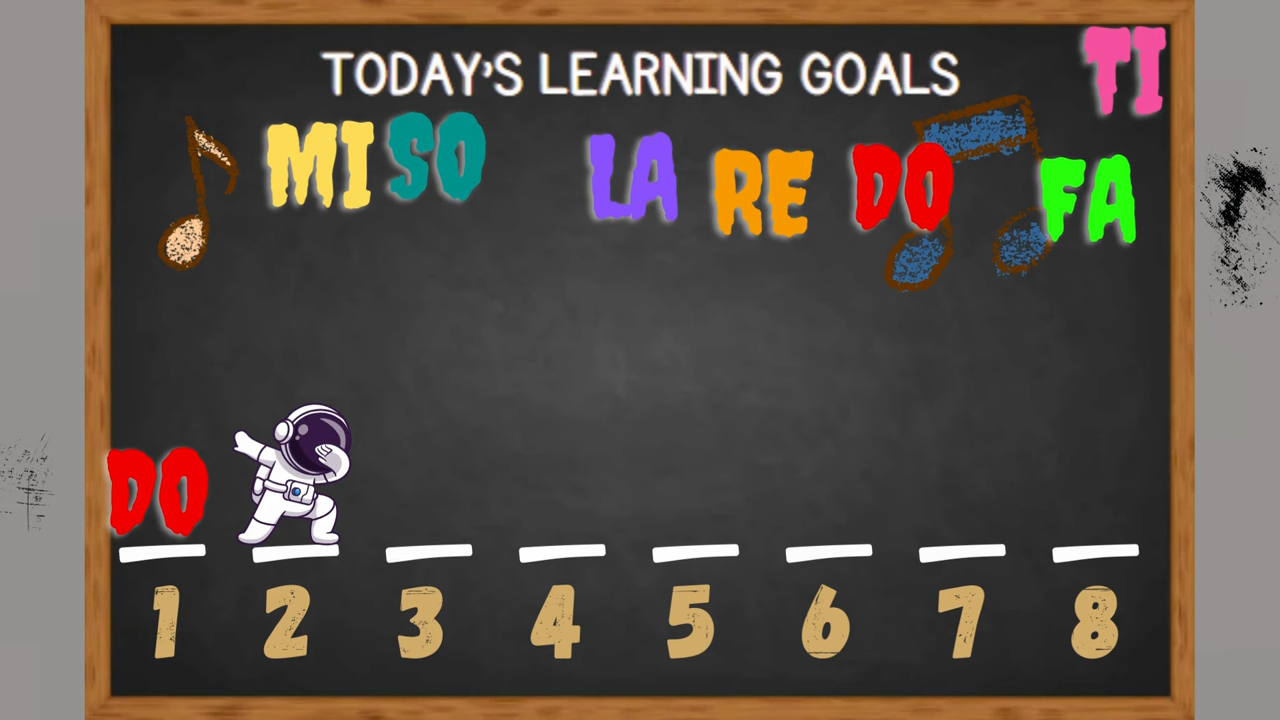 TODAY'S LEARNING GOALS
TI
MI SO LA RE DO FA
DO
1 2 3 4 5 6 7 8